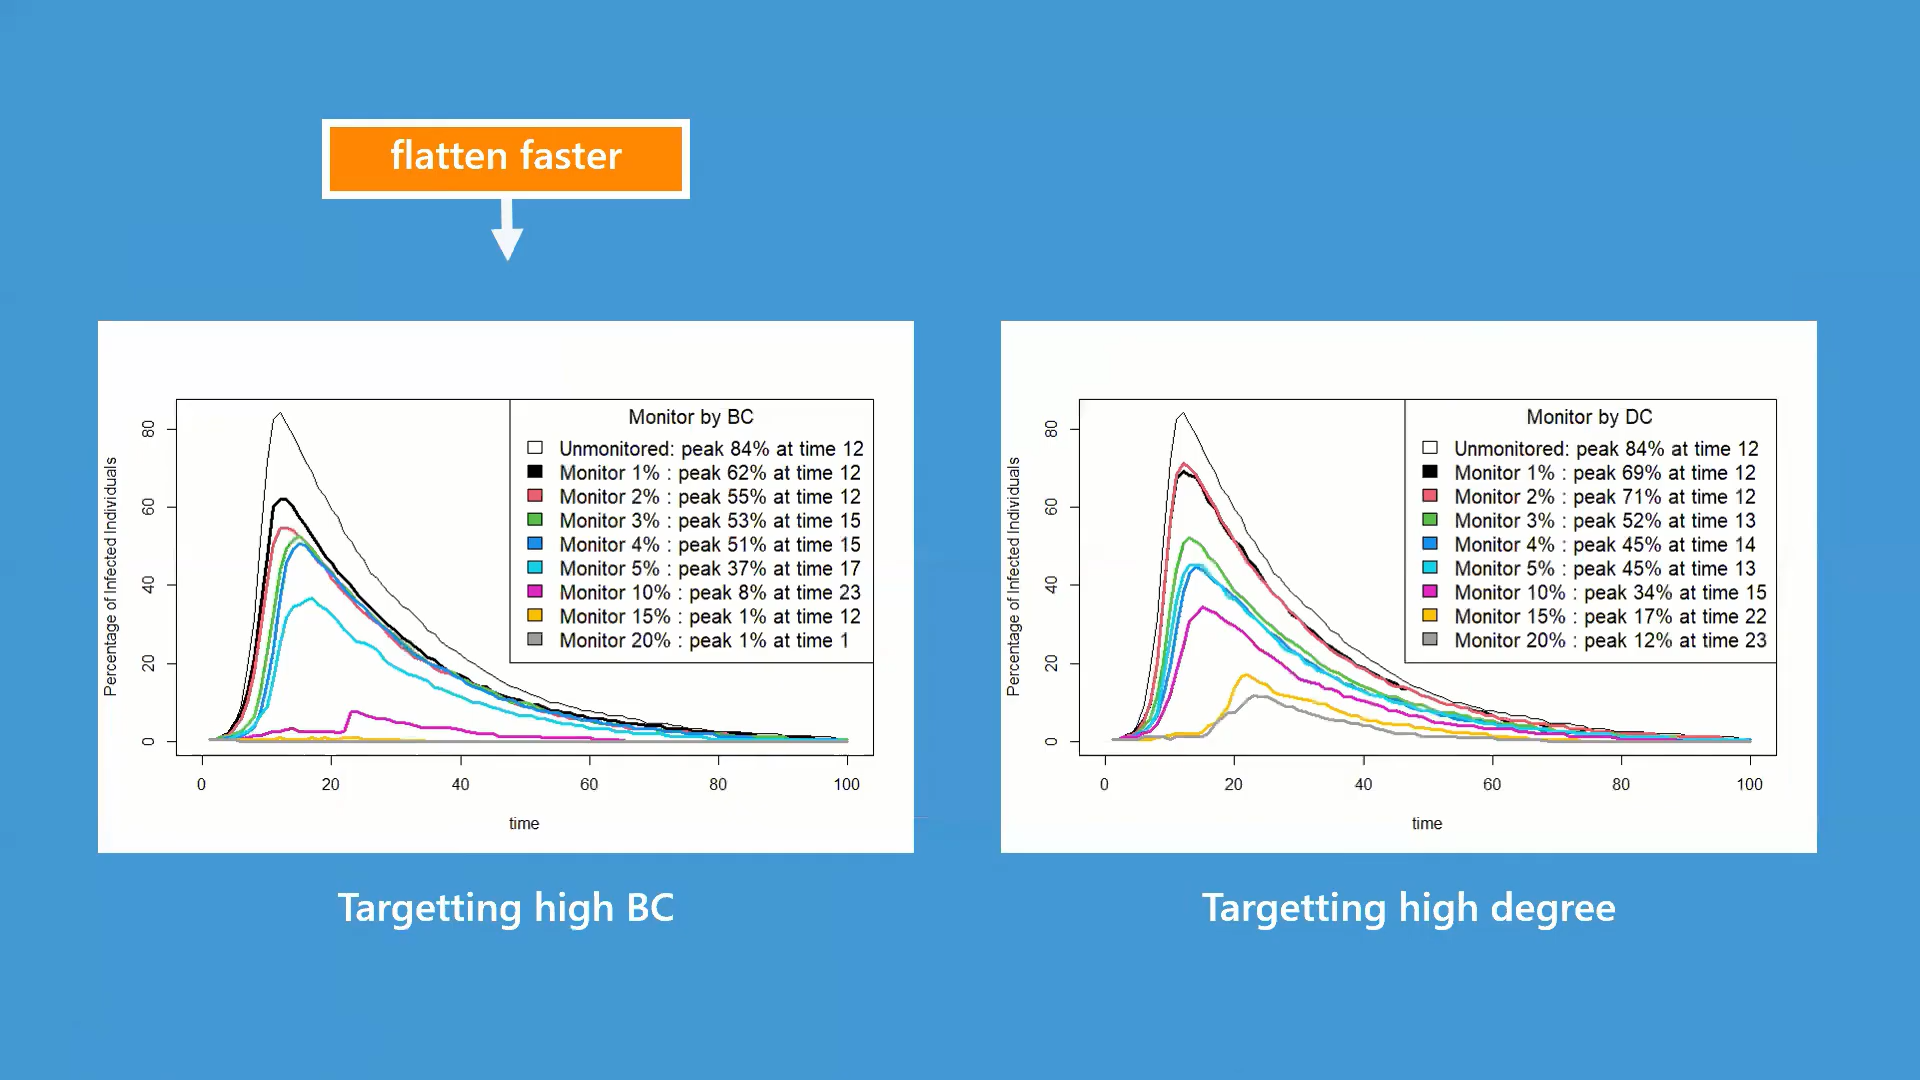 flatten faster
Percentage of Infected Individuals
80
60
40
20
0
Monitor by BC
Unmonitored: peak 84% at time 12
Monitor 1% : peak 62% at time 12
Monitor 2% : peak 55% at time 12
Monitor 3% : peak 53% at time 15
Monitor 4% : peak 51% at time 15
Monitor 5% : peak 37% at time 17
Monitor 10% : peak 8% at time 23
Monitor 15% : peak 1% at time 12
Monitor 20% : peak 1% at time 1
0 20 40 60 80 100
time
Targetting high BC
Percentage of Infected Individuals
80
60
40
20
0
Monitor by DC
Unmonitored: peak 84% at time 12
Monitor 1% : peak 69% at time 12
Monitor 2% : peak 71% at time 12
Monitor 3% : peak 52% at time 13
Monitor 4% : peak 45% at time 14
Monitor 5% : peak 45% at time 13
Monitor 10% : peak 34% at time 15
Monitor 15% : peak 17% at time 22
Monitor 20% : peak 12% at time 23
0 20 40 60 80 100
time
Targetting high degree